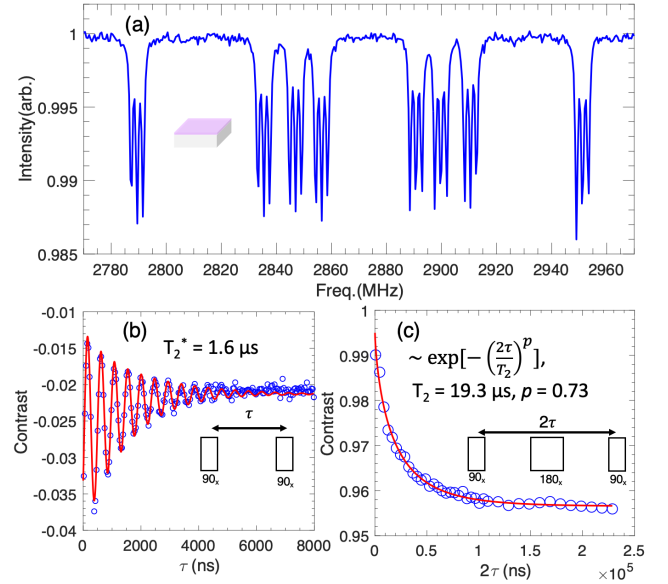 (a)
1
0.995
0.99
0.985
Intensity(arb.)
2780 2800 2820 2840 2860 2880 2900 2920 2940 2960
Freq.(MHz)
(b)
T₂* = 1.6 μs
-0.01
-0.015
-0.02
-0.025
-0.03
-0.035
-0.04
Contrast
τ
90ₓ 90ₓ
0 2000 4000 6000 8000
τ (ns)
(c)
~ exp[−(2τ/T₂)ᵖ],
T₂ = 19.3 μs, p = 0.73
1
0.99
0.98
0.97
0.96
0.95
Contrast
2τ
90ₓ 180ₓ 90ₓ
0 0.5 1 1.5 2 2.5
2τ (ns)
×10⁵